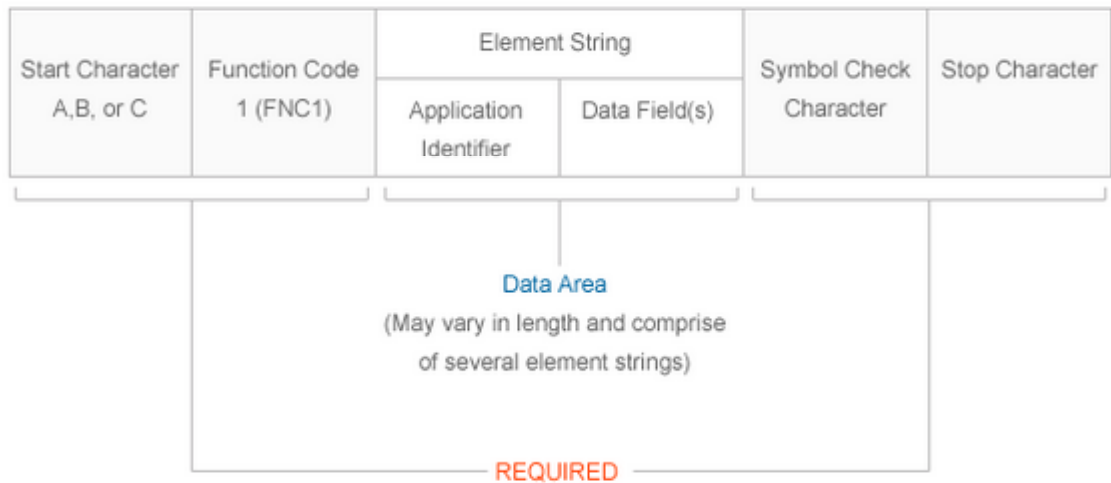 Start Character
A,B, or C
Function Code
1 (FNC1)
Element String
Application
Identifier
Data Field(s)
Symbol Check
Character
Stop Character
Data Area
(May vary in length and comprise
of several element strings)
REQUIRED